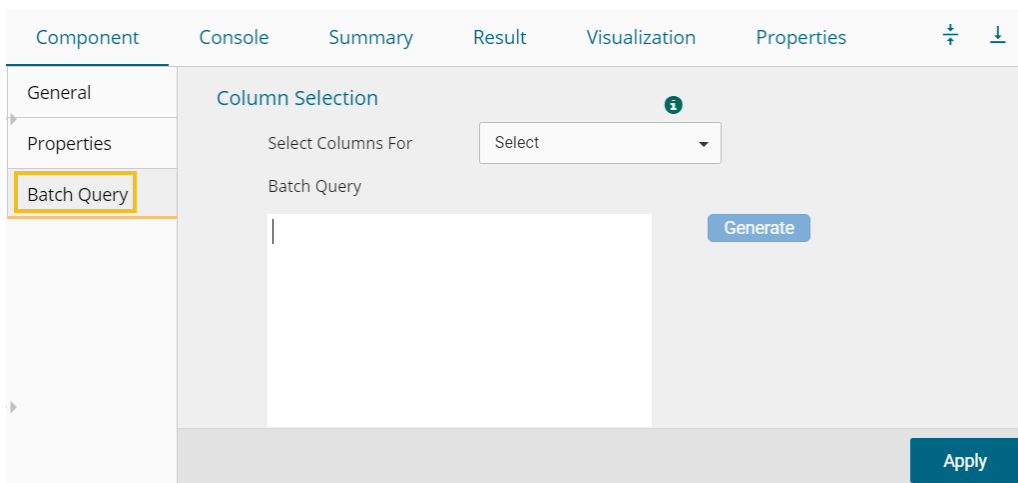 Component Console Summary Result Visualization Properties
General
Properties
Batch Query
Column Selection
Select Columns For Select
Batch Query
Generate
Apply